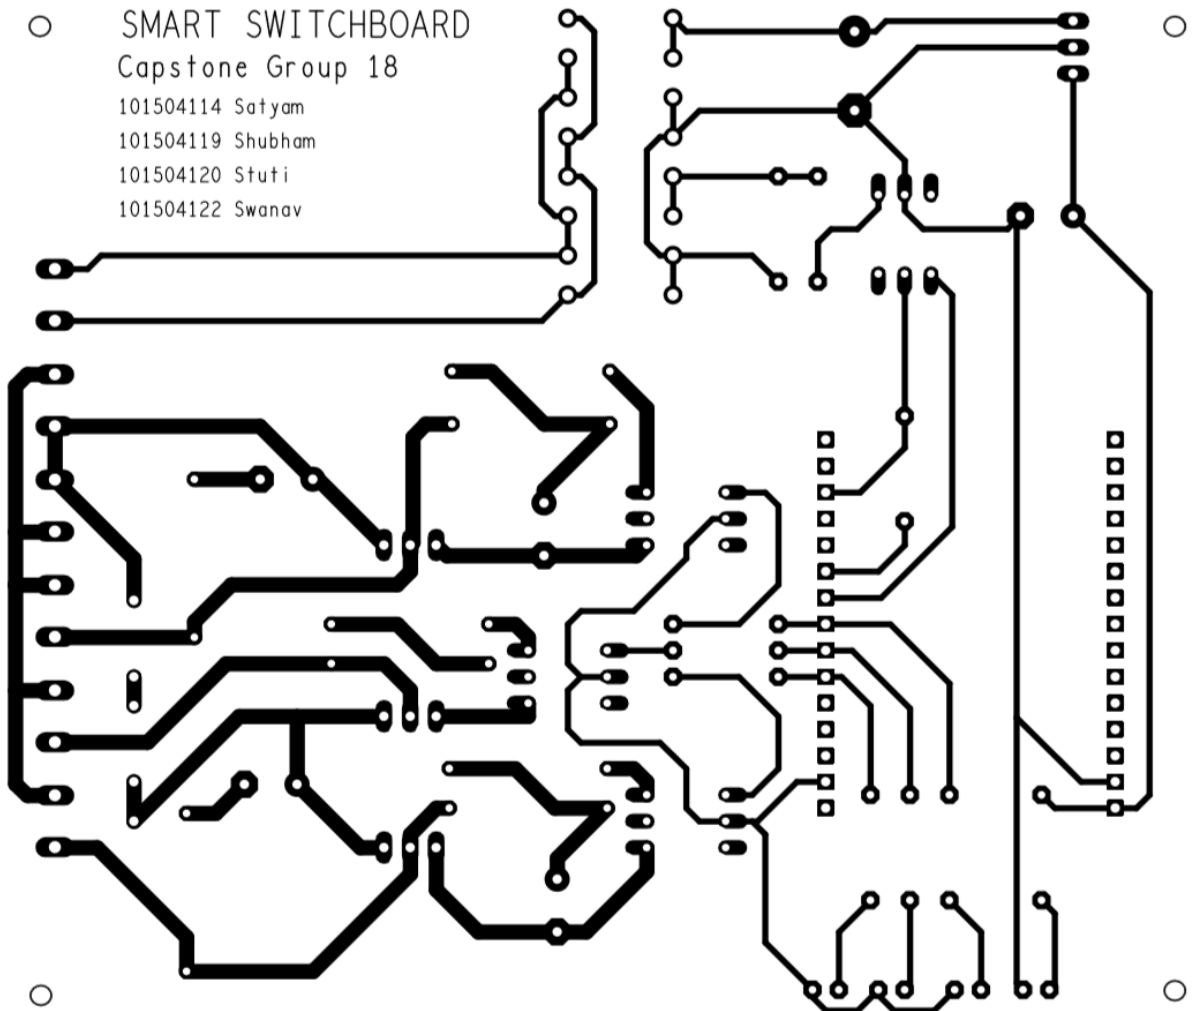 SMART SWITCHBOARD
Capstone Group 18
101504114 Satyam
101504119 Shubham
101504120 Stuti
101504122 Swanav